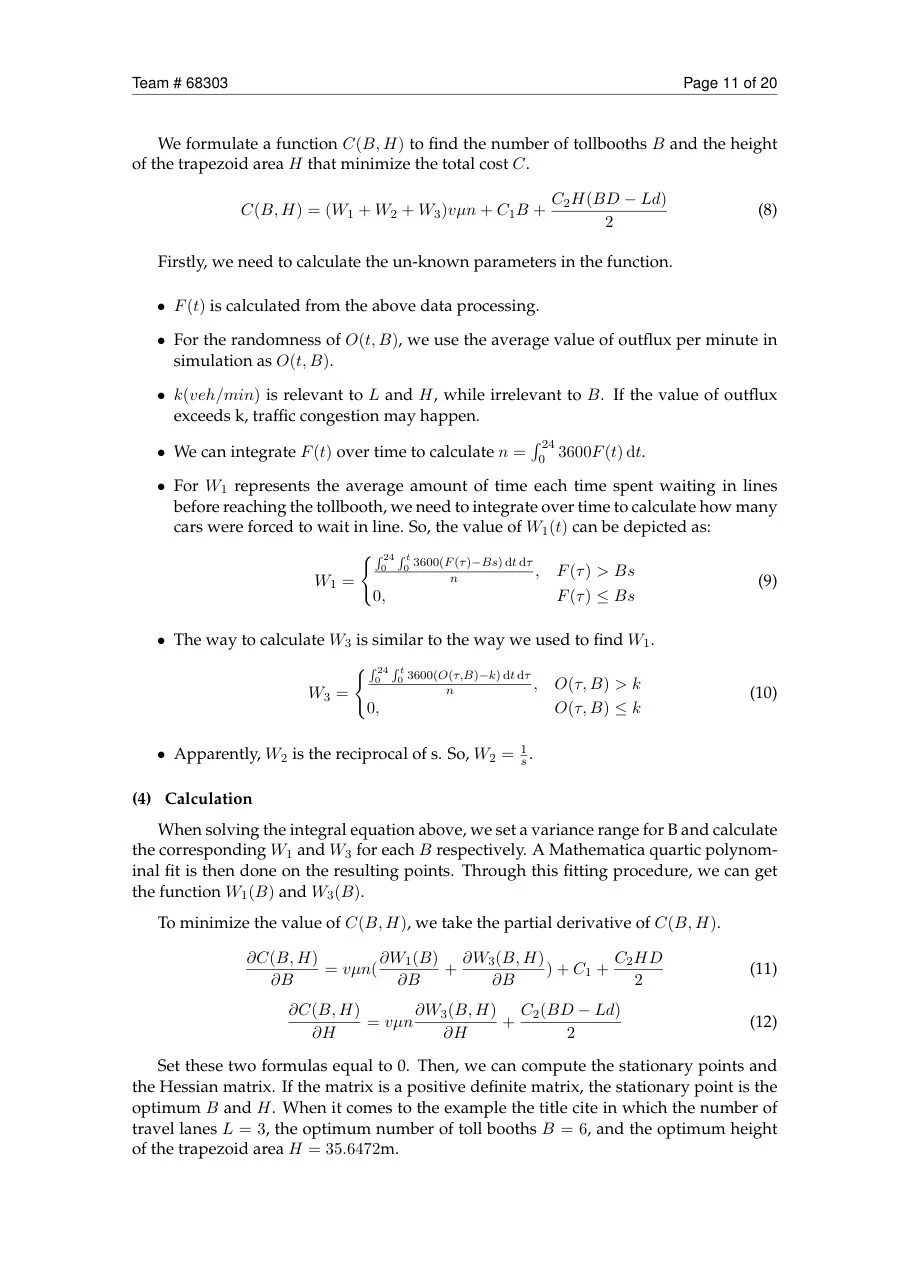 Team # 68303 Page 11 of 20
We formulate a function C(B, H) to find the number of tollbooths B and the height
of the trapezoid area H that minimize the total cost C.
C(B, H) = (W₁ + W₂ + W₃)vμn + C₁B + C₂H(BD − Ld)/2 (8)
Firstly, we need to calculate the un-known parameters in the function.
• F(t) is calculated from the above data processing.
• For the randomness of O(t, B), we use the average value of outflux per minute in
simulation as O(t, B).
• k(veh/min) is relevant to L and H, while irrelevant to B. If the value of outflux
exceeds k, traffic congestion may happen.
• We can integrate F(t) over time to calculate n = ∫₀²⁴ 3600F(t) dt.
• For W₁ represents the average amount of time each time spent waiting in lines
before reaching the tollbooth, we need to integrate over time to calculate how many
cars were forced to wait in line. So, the value of W₁(t) can be depicted as:
W₁ = { ∫₀²⁴ ∫₀ᵗ 3600(F(τ)−Bs) dt dτ / n, F(τ) > Bs
0, F(τ) ≤ Bs (9)
• The way to calculate W₃ is similar to the way we used to find W₁.
W₃ = { ∫₀²⁴ ∫₀ᵗ 3600(O(τ,B)−k) dt dτ / n, O(τ, B) > k
0, O(τ, B) ≤ k (10)
• Apparently, W₂ is the reciprocal of s. So, W₂ = 1/s.
(4) Calculation
When solving the integral equation above, we set a variance range for B and calculate
the corresponding W₁ and W₃ for each B respectively. A Mathematica quartic polynom-
inal fit is then done on the resulting points. Through this fitting procedure, we can get
the function W₁(B) and W₃(B).
To minimize the value of C(B, H), we take the partial derivative of C(B, H).
∂C(B, H)/∂B = vμn(∂W₁(B)/∂B + ∂W₃(B, H)/∂B) + C₁ + C₂HD/2 (11)
∂C(B, H)/∂H = vμn ∂W₃(B, H)/∂H + C₂(BD − Ld)/2 (12)
Set these two formulas equal to 0. Then, we can compute the stationary points and
the Hessian matrix. If the matrix is a positive definite matrix, the stationary point is the
optimum B and H. When it comes to the example the title cite in which the number of
travel lanes L = 3, the optimum number of toll booths B = 6, and the optimum height
of the trapezoid area H = 35.6472m.